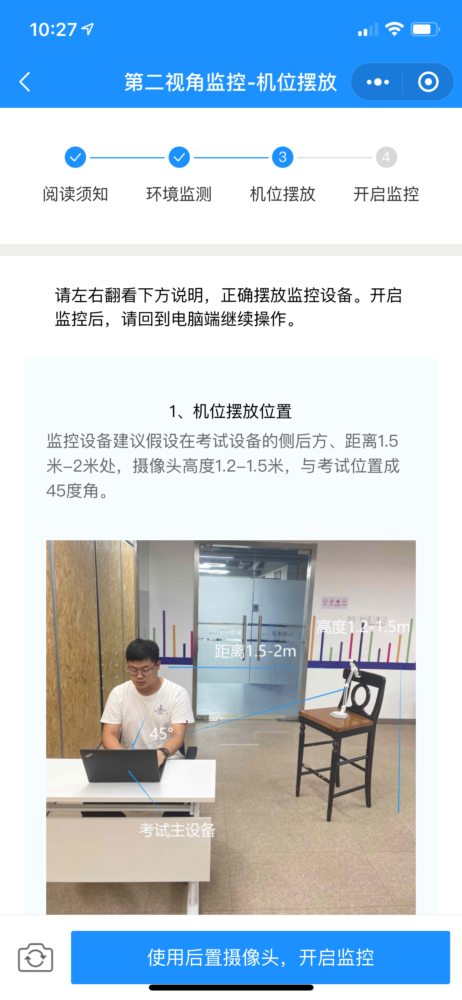 10:27
第二视角监控-机位摆放
3
4
阅读须知
环境监测
机位摆放
开启监控
请左右翻看下方说明，正确摆放监控设备。开启
监控后，请回到电脑端继续操作。
1、机位摆放位置
监控设备建议假设在考试设备的侧后方、距离1.5
米-2米处，摄像头高度1.2-1.5米，与考试位置成
45度角。
推
高度1.2-1.5m
距离1.5-2m
45°
ThinkPad
考试主设备
使用后置摄像头，开启监控